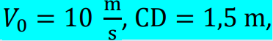 V₀ = 10 m/s, CD = 1,5 m,